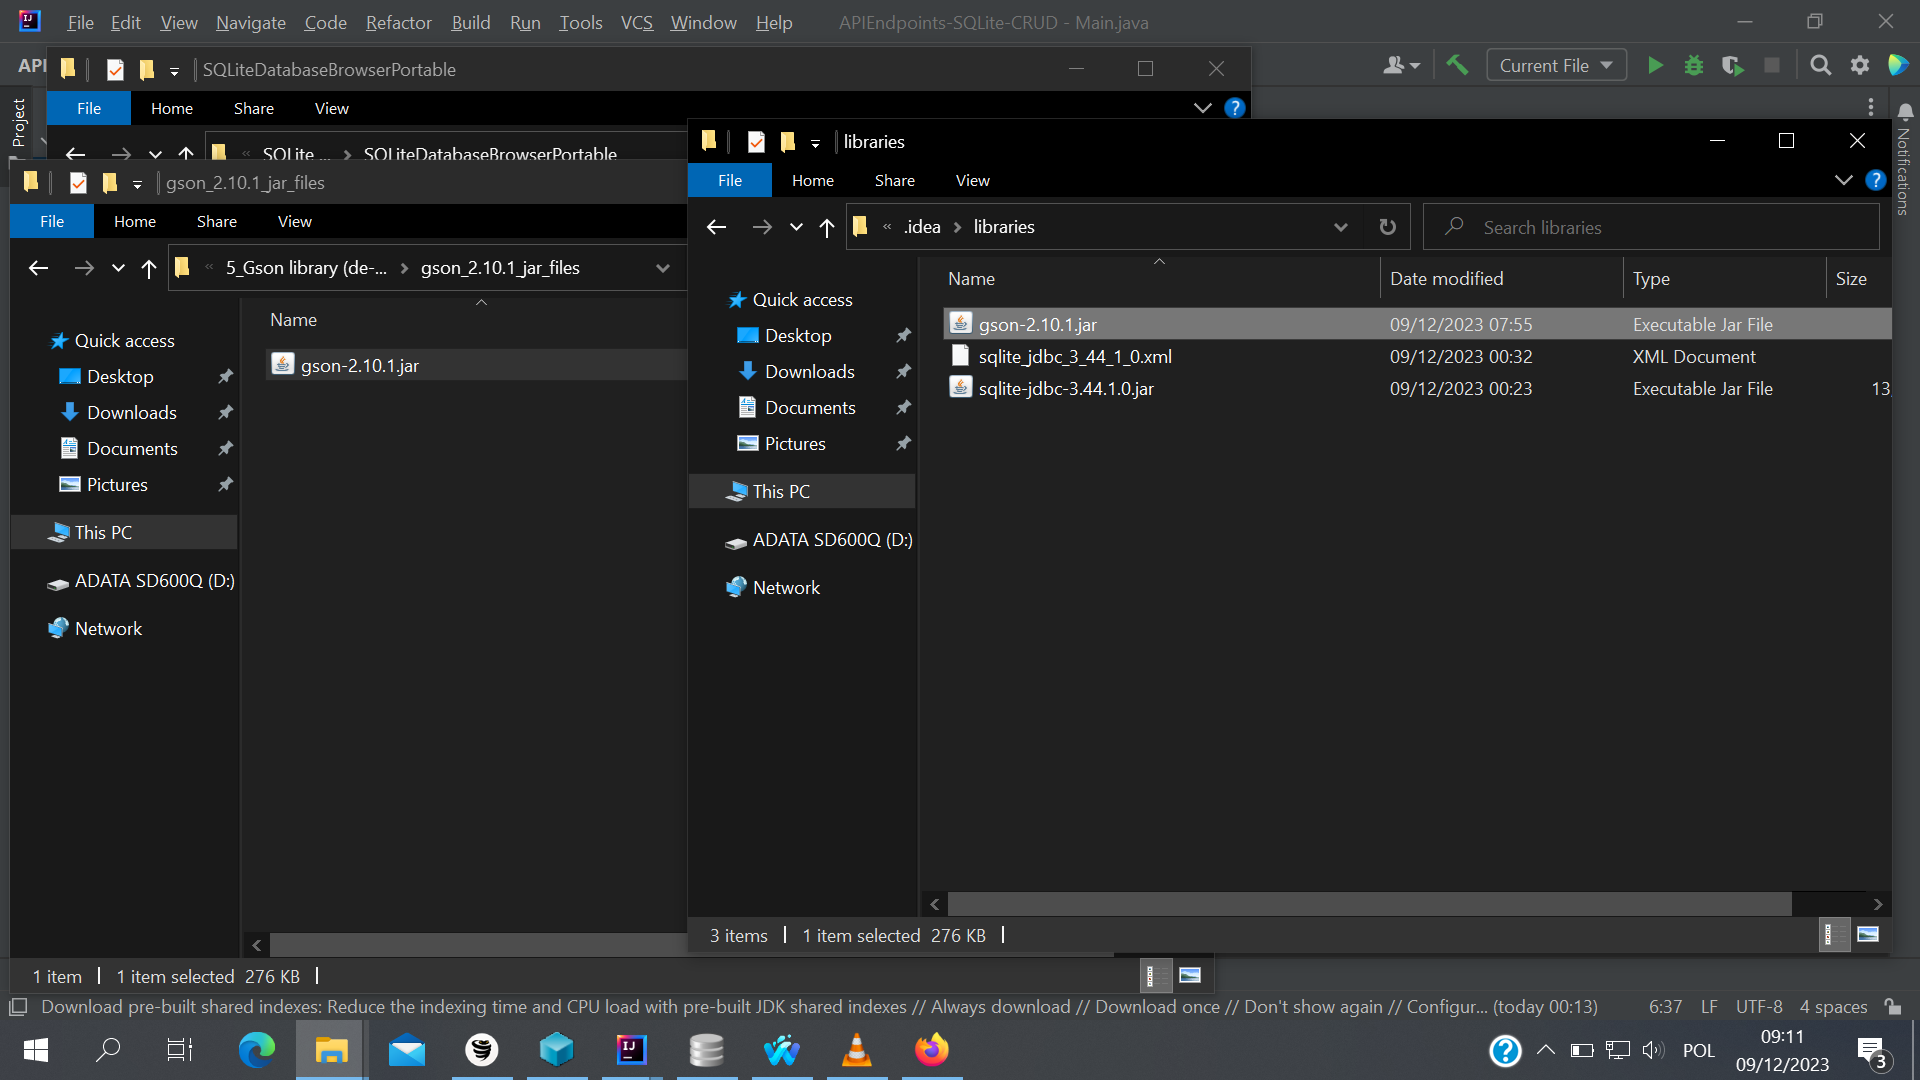 File Edit View Navigate Code Refactor Build Run Tools VCS Window Help APIEndpoints-SQLite-CRUD - Main.java
API
Current File
Project
Notifications
SQLiteDatabaseBrowserPortable
File Home Share View
SQLite ... SQLiteDatabaseBrowserPortable
gson_2.10.1_jar_files
File Home Share View
5_Gson library (de-... gson_2.10.1_jar_files
Name
Quick access
Desktop
Downloads
Documents
Pictures
This PC
ADATA SD600Q (D:)
Network
gson-2.10.1.jar
1 item 1 item selected 276 KB
libraries
File Home Share View
.idea libraries
Search libraries
Quick access
Desktop
Downloads
Documents
Pictures
This PC
ADATA SD600Q (D:)
Network
Name Date modified Type Size
gson-2.10.1.jar 09/12/2023 07:55 Executable Jar File
sqlite_jdbc_3_44_1_0.xml 09/12/2023 00:32 XML Document
sqlite-jdbc-3.44.1.0.jar 09/12/2023 00:23 Executable Jar File 13,
3 items 1 item selected 276 KB
Download pre-built shared indexes: Reduce the indexing time and CPU load with pre-built JDK shared indexes // Always download // Download once // Don't show again // Configur... (today 00:13) 6:37 LF UTF-8 4 spaces
POL
09:11
09/12/2023
3